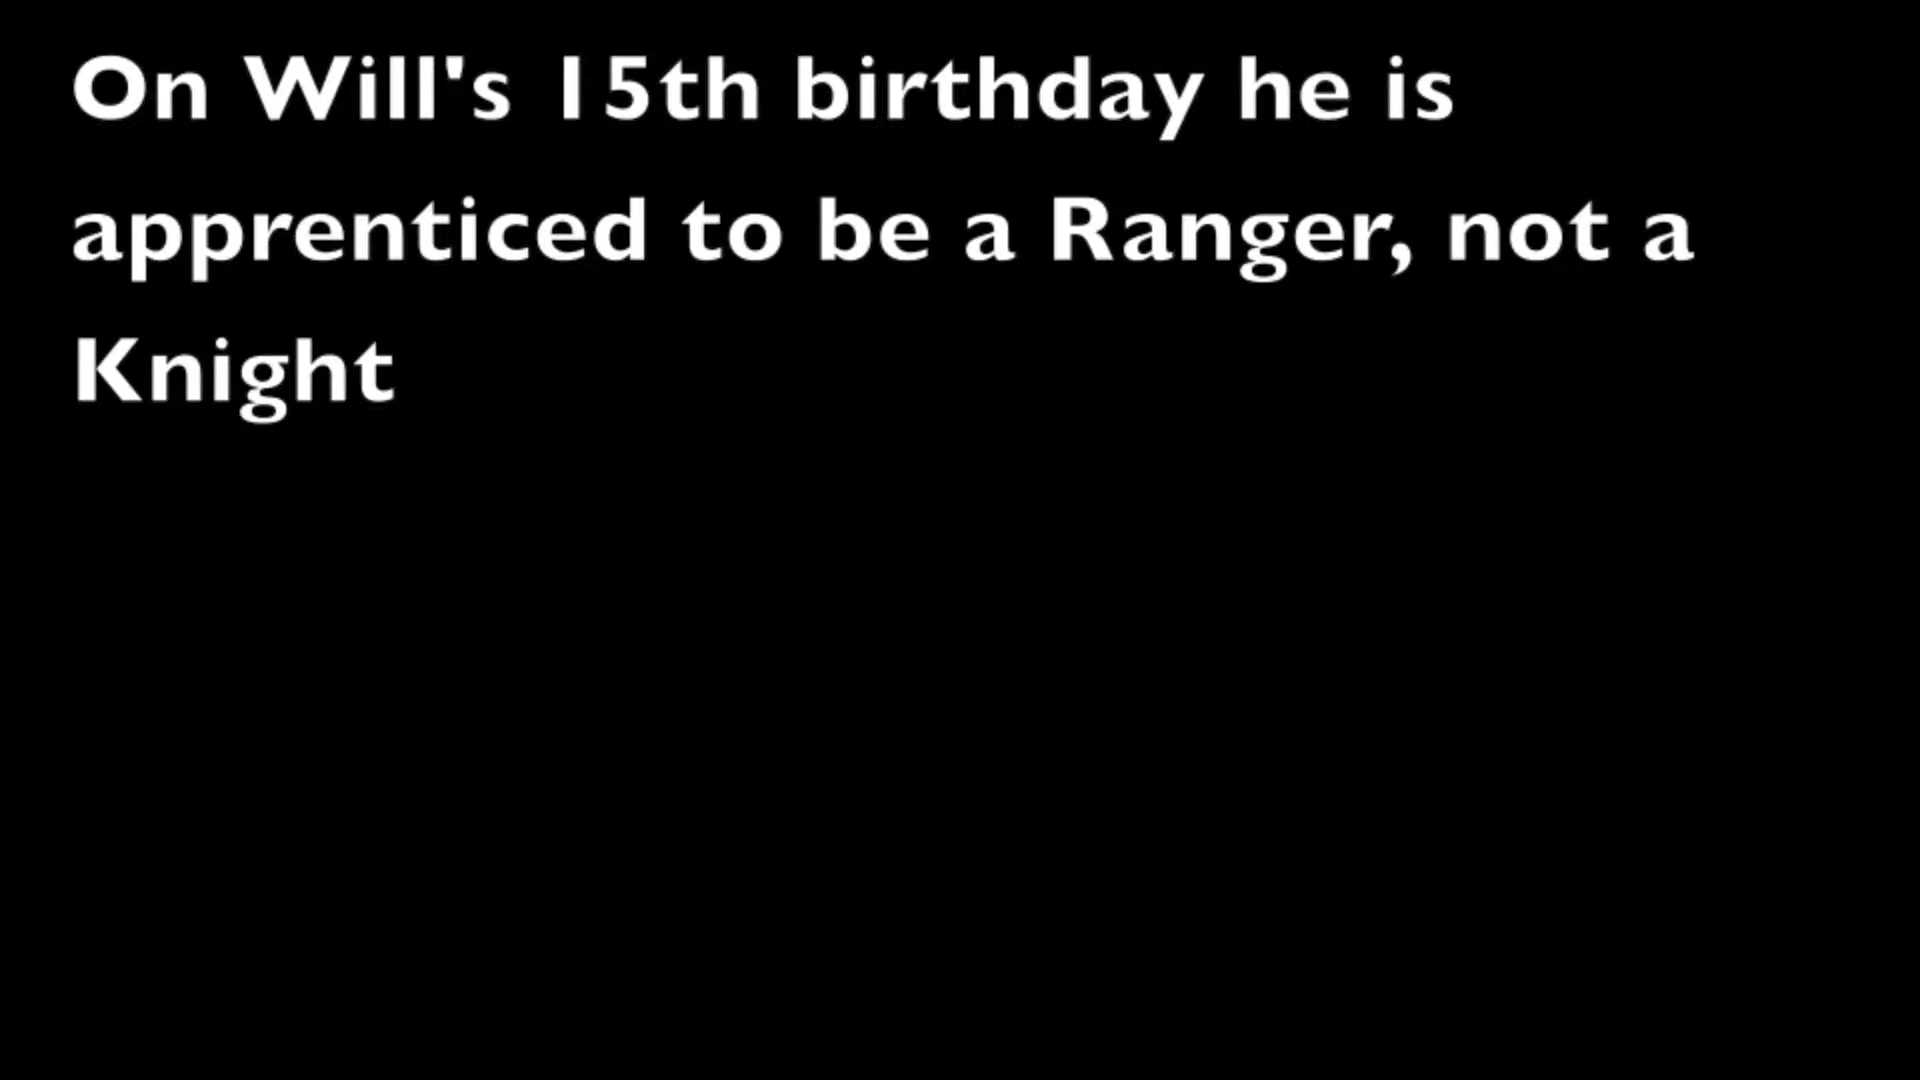 On Will's 15th birthday he is
apprenticed to be a Ranger, not a
Knight